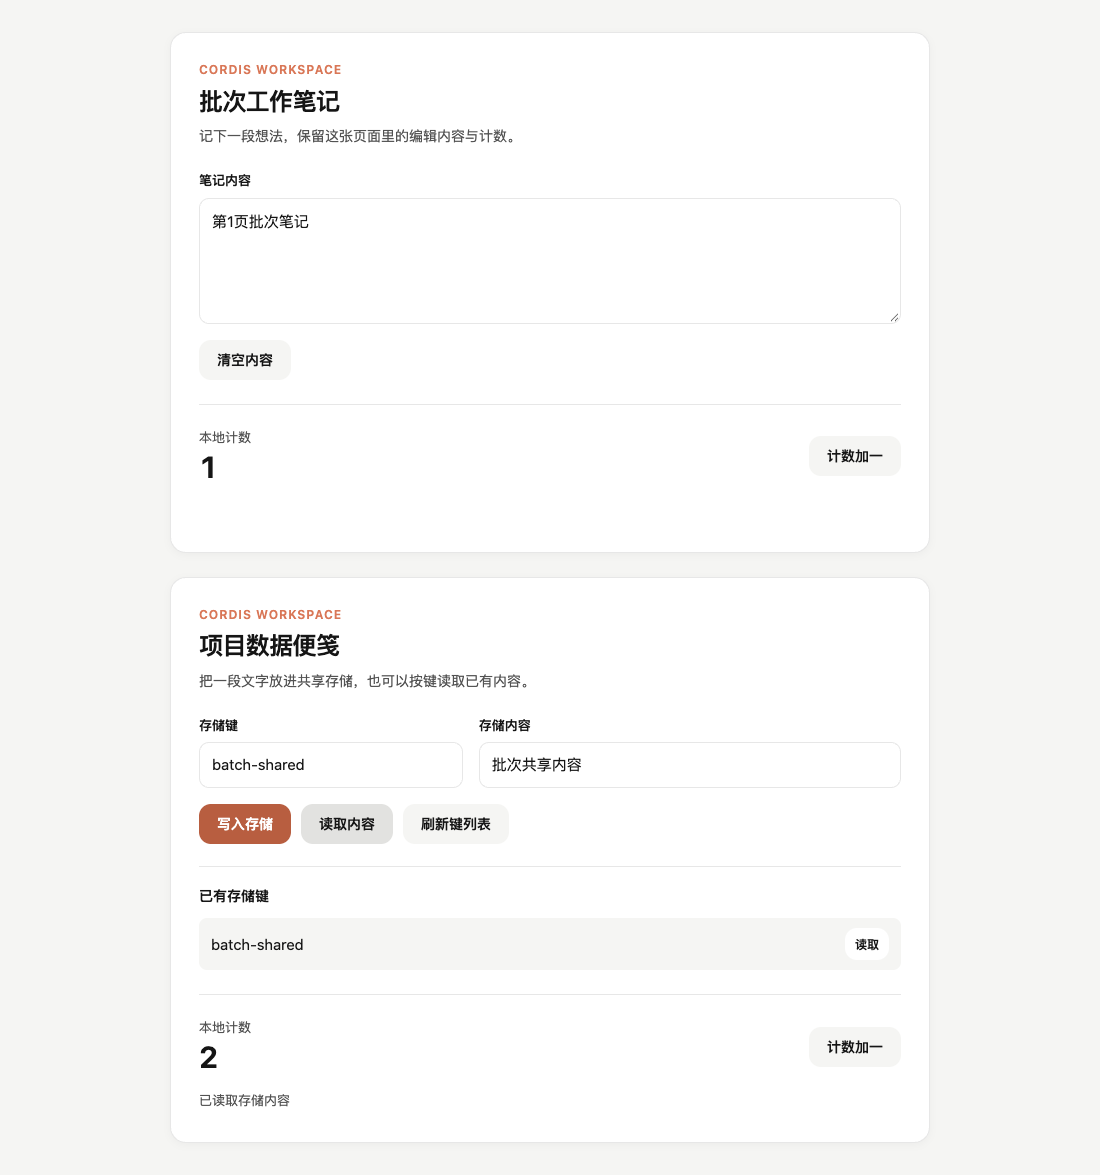 CORDIS WORKSPACE
批次工作笔记
记下一段想法，保留这张页面里的编辑内容与计数。
笔记内容
第1页批次笔记
清空内容
本地计数
1
计数加一
CORDIS WORKSPACE
项目数据便笺
把一段文字放进共享存储，也可以按键读取已有内容。
存储键 存储内容
batch-shared 批次共享内容
写入存储 读取内容 刷新键列表
已有存储键
batch-shared 读取
本地计数
2
计数加一
已读取存储内容